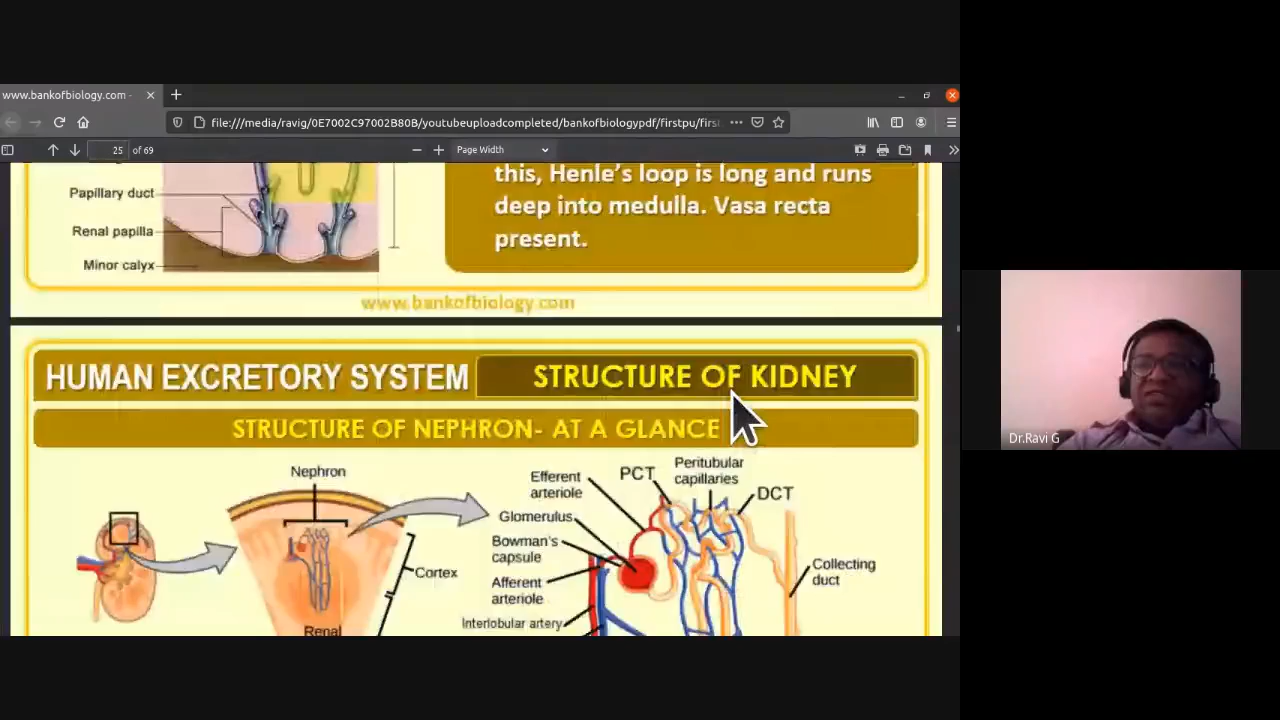 www.bankofbiology.com -
file:///media/ravig/0E7002C97002B80B/youtubeuploadcompleted/bankofbiologypdf/firstpu/firs
25 of 69
Page Width
Papillary duct
Renal papilla
Minor calyx
this, Henle's loop is long and runs
deep into medulla. Vasa recta
present.
www.bankofbiology.com
HUMAN EXCRETORY SYSTEM
STRUCTURE OF KIDNEY
STRUCTURE OF NEPHRON- AT A GLANCE
Nephron
Cortex
Renal
Efferent
arteriole
PCT
Peritubular
capillaries
DCT
Glomerulus
Bowman's
capsule
Afferent
arteriole
Interlobular artery
Collecting
duct
Dr.Ravi G